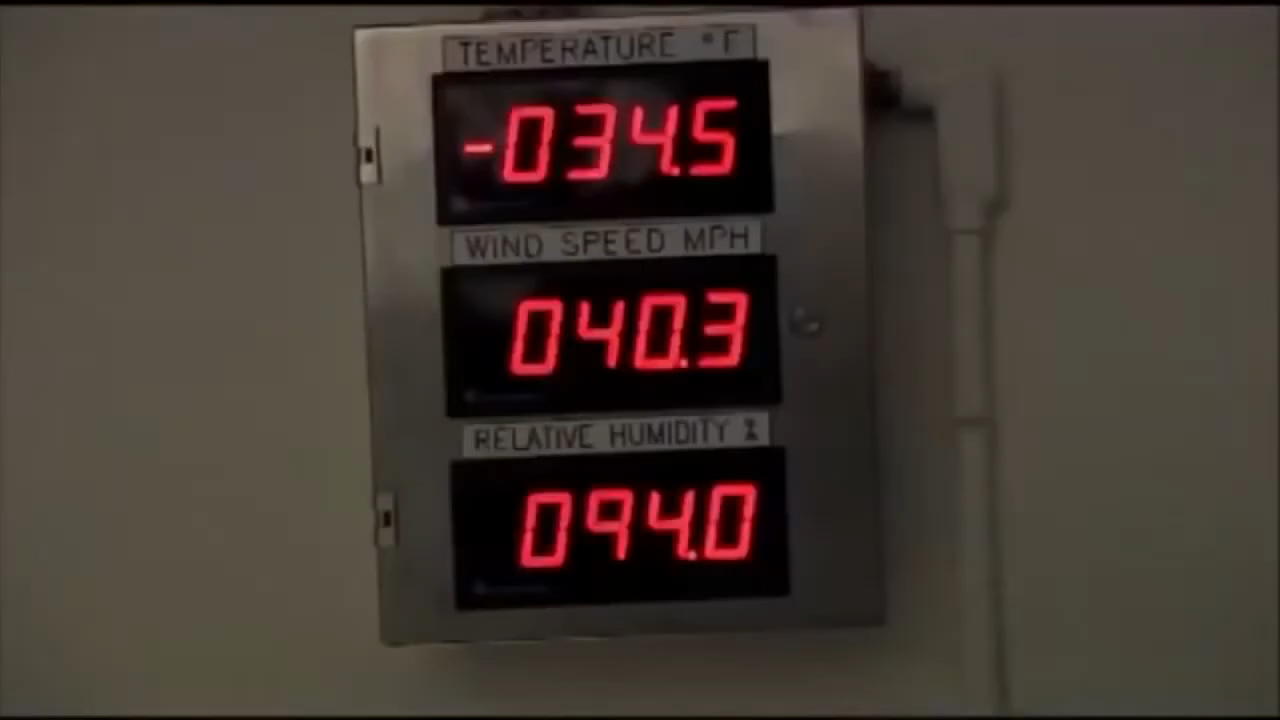 TEMPERATURE °F
-034.5
WIND SPEED MPH
040.3
RELATIVE HUMIDITY %
094.0